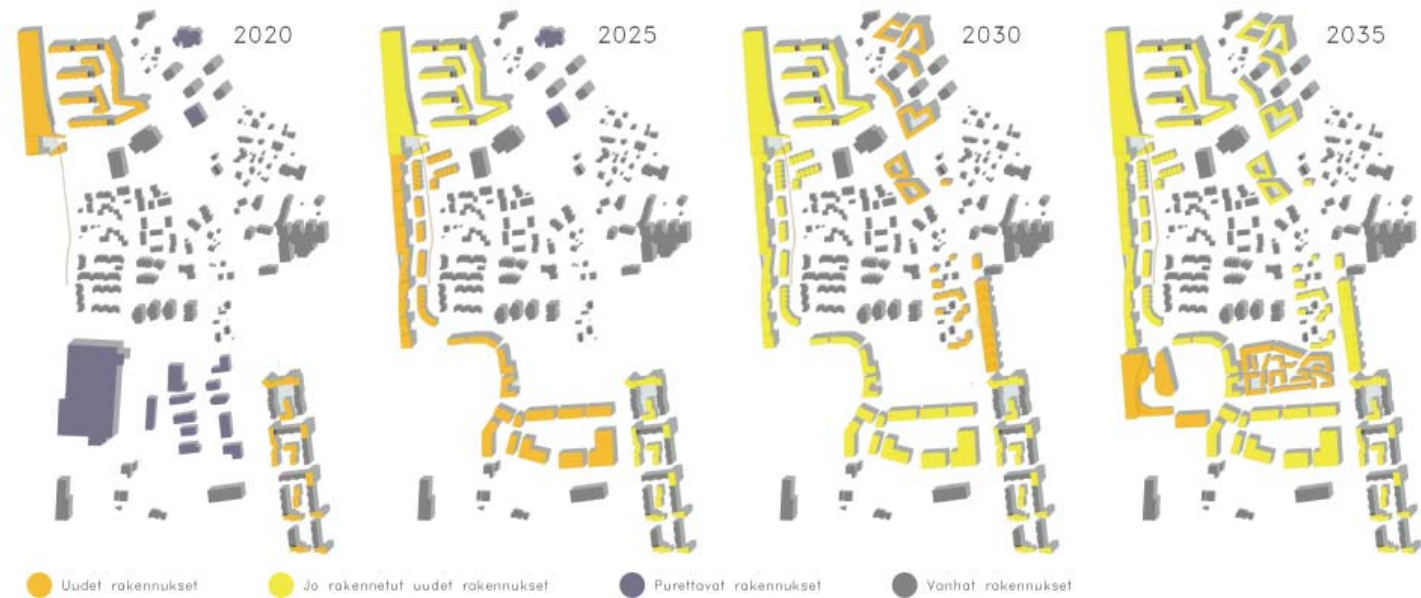 2020
2025
2030
2035
Uudet rakennukset
Jo rakennetut uudet rakennukset
Purettavat rakennukset
Vanhat rakennukset